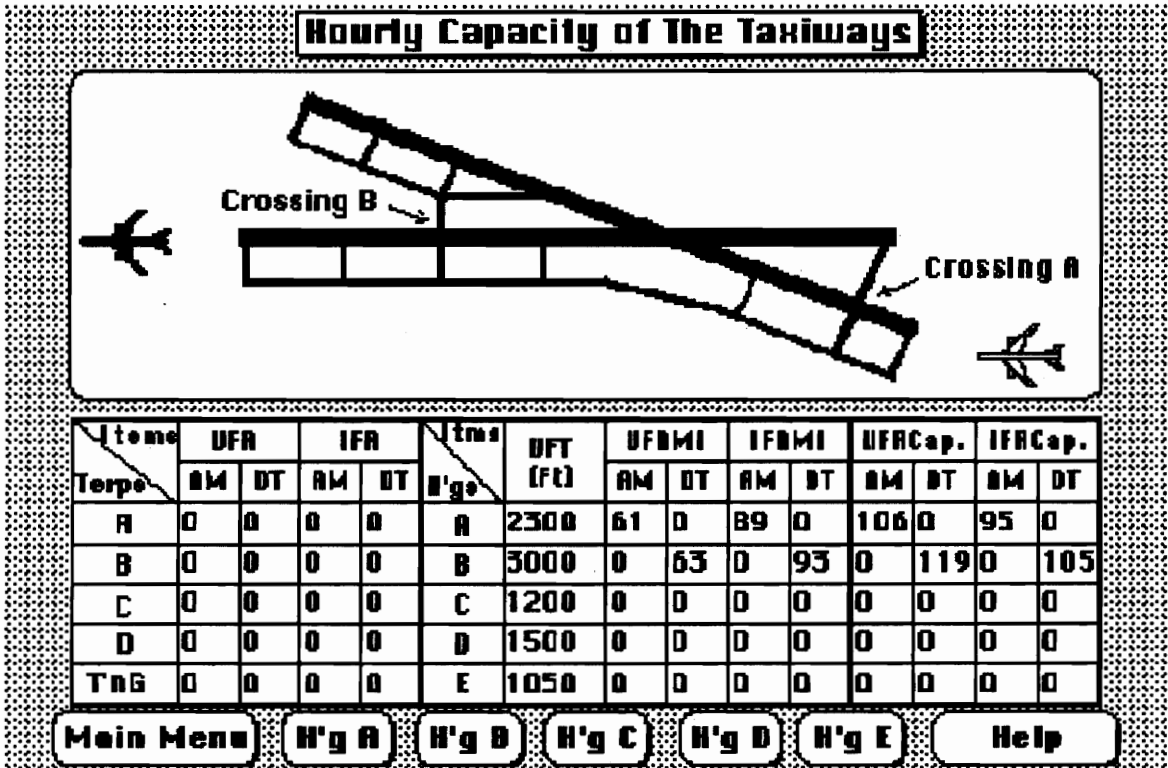 Hourly Capacity of The Taxiways
Crossing B
Crossing A
Items VFR IFR Itms (Ft) VFRMI IFRMI VFRCap. IFRCap.
AM DT AM DT X'gs AM DT AM DT AM DT AM DT
A 0 0 0 0 A 2300 61 0 89 0 106 0 95 0
B 0 0 0 0 B 3000 0 63 0 93 0 119 0 105
C 0 0 0 0 C 1200 0 0 0 0 0 0 0 0
D 0 0 0 0 D 1500 0 0 0 0 0 0 0 0
TnG 0 0 0 0 E 1050 0 0 0 0 0 0 0 0
Main Menu X'g A X'g B X'g C X'g D X'g E Help